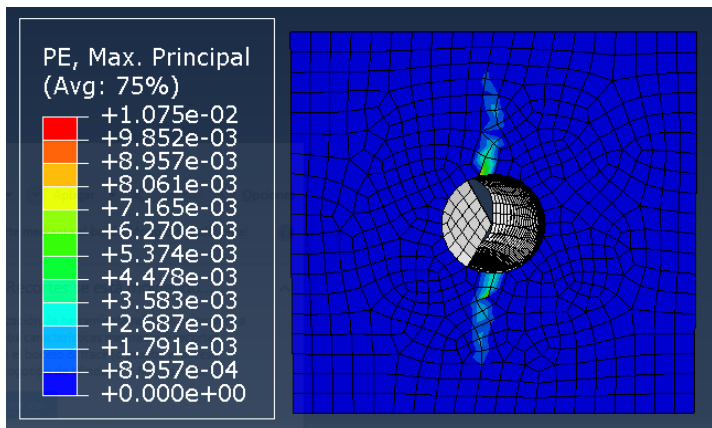 PE, Max. Principal
(Avg: 75%)
+1.075e-02
+9.852e-03
+8.957e-03
+8.061e-03
+7.165e-03
+6.270e-03
+5.374e-03
+4.478e-03
+3.583e-03
+2.687e-03
+1.791e-03
+8.957e-04
+0.000e+00